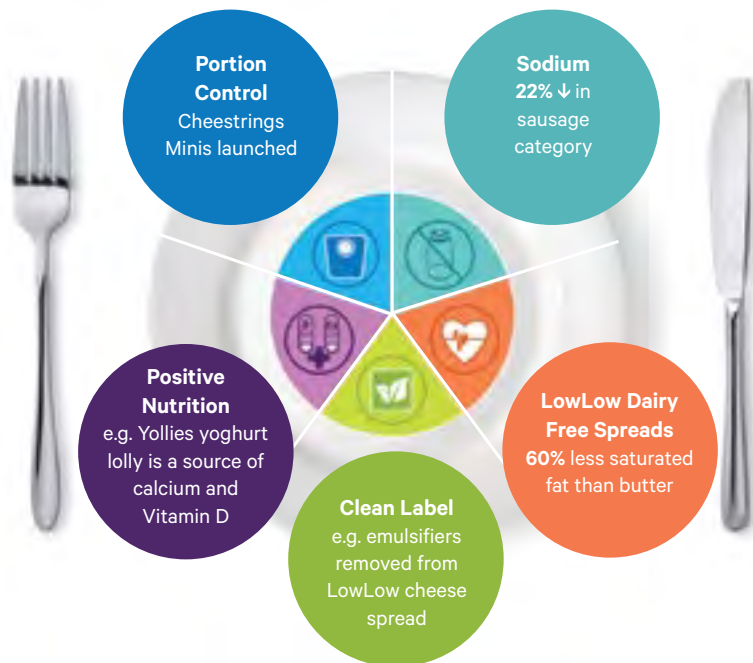 Portion
Control
Cheestrings
Minis launched
Sodium
22% ↓ in
sausage
category
Positive
Nutrition
e.g. Yollies yoghurt
lolly is a source of
calcium and
Vitamin D
LowLow Dairy
Free Spreads
60% less saturated
fat than butter
Clean Label
e.g. emulsifiers
removed from
LowLow cheese
spread